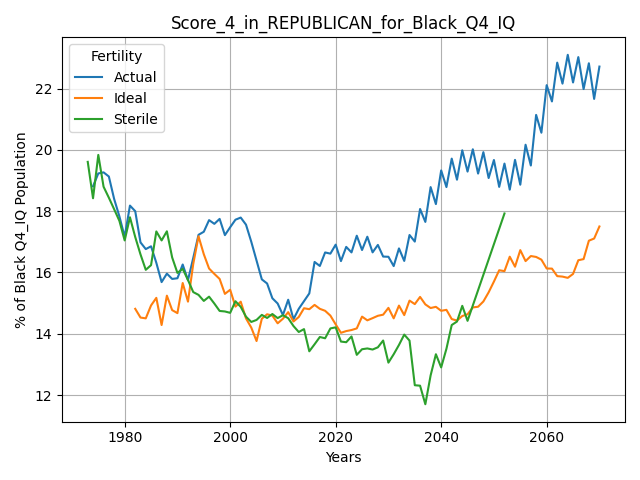 Score_4_in_REPUBLICAN_for_Black_Q4_IQ
Fertility
Actual
Ideal
Sterile
% of Black Q4_IQ Population
22
20
18
16
14
12
1980
2000
2020
2040
2060
Years